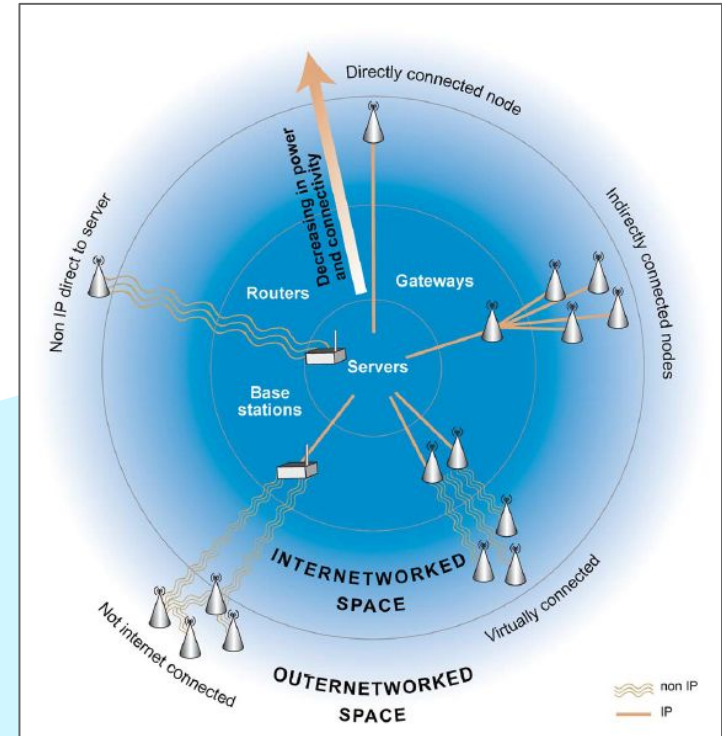 Directly connected node
Decreasing in power
and connectivity
Indirectly connected nodes
Non IP direct to server
Routers
Gateways
Servers
Base
stations
INTERNETWORKED
SPACE
Virtually connected
Not internet connected
OUTERNETWORKED
SPACE
non IP
IP